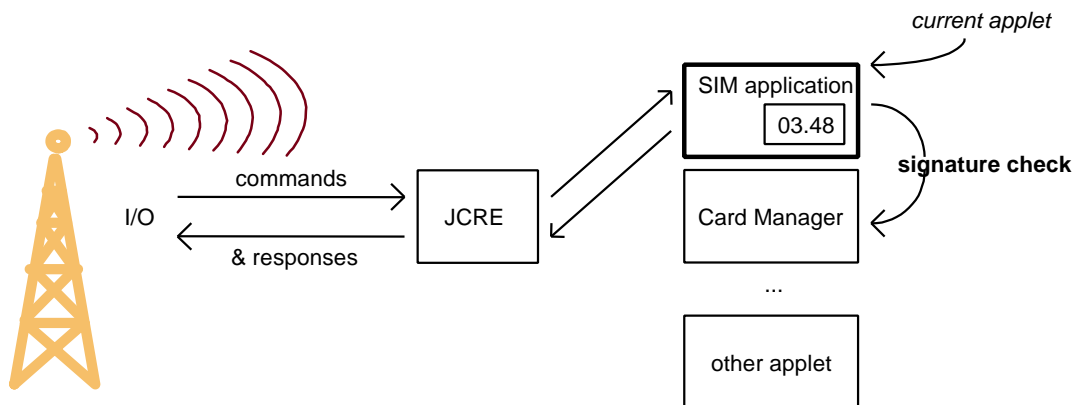 current applet
SIM application
03.48
signature check
commands
I/O
JCRE
Card Manager
& responses
...
other applet